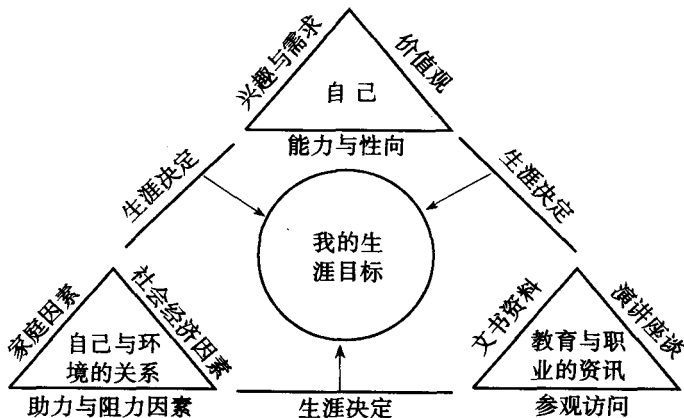 兴趣与需求
价值观
自己
能力与性向
生涯决定
生涯决定
我的生
涯目标
家庭因素
社会经济因素
自己与环
境的关系
助力与阻力因素
文书资料
演讲座谈
教育与职
业的资讯
参观访问
生涯决定